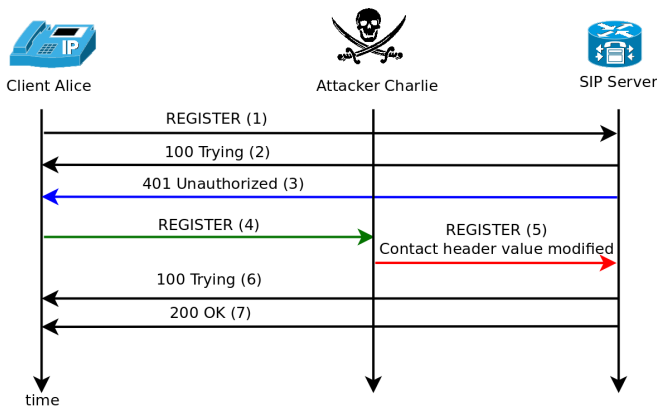 IP
Client Alice
Attacker Charlie
SIP Server
REGISTER (1)
100 Trying (2)
401 Unauthorized (3)
REGISTER (4)
REGISTER (5)
Contact header value modified
100 Trying (6)
200 OK (7)
time